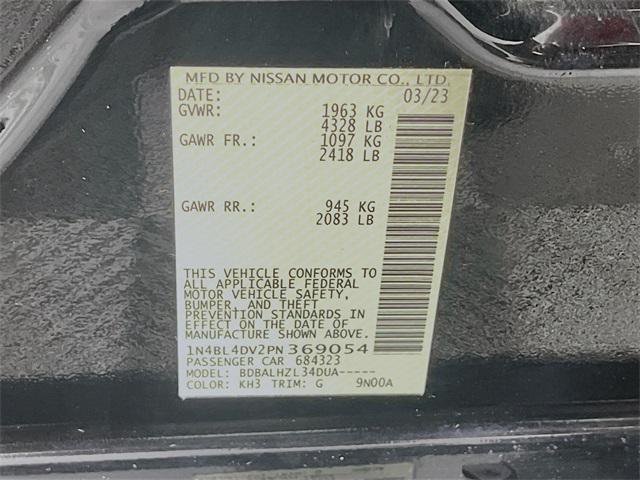 MFD BY NISSAN MOTOR CO., LTD.
DATE: 03/23
GVWR: 1963 KG
4328 LB
GAWR FR.: 1097 KG
2418 LB
GAWR RR.: 945 KG
2083 LB
THIS VEHICLE CONFORMS TO
ALL APPLICABLE FEDERAL
MOTOR VEHICLE SAFETY,
BUMPER, AND THEFT
PREVENTION STANDARDS IN
EFFECT ON THE DATE OF
MANUFACTURE SHOWN ABOVE.
1N4BL4DV2PN369054
PASSENGER CAR 684323
MODEL: BDBALHZL34DUA-----
COLOR: KH3 TRIM: G 9N00A